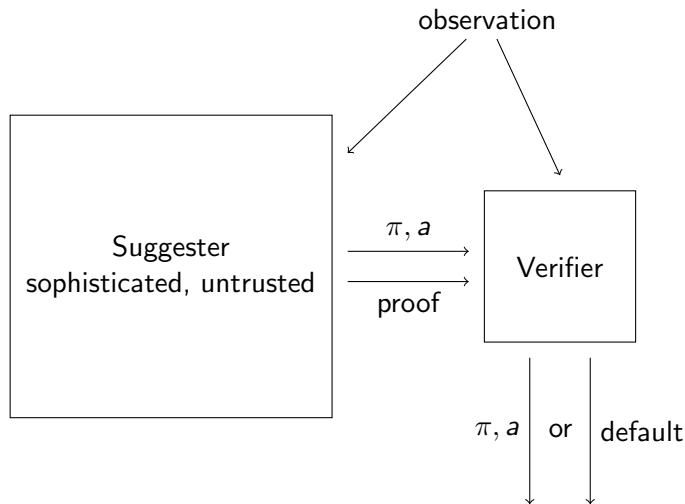 observation
Suggester
sophisticated, untrusted
π, a
proof
Verifier
π, a or default